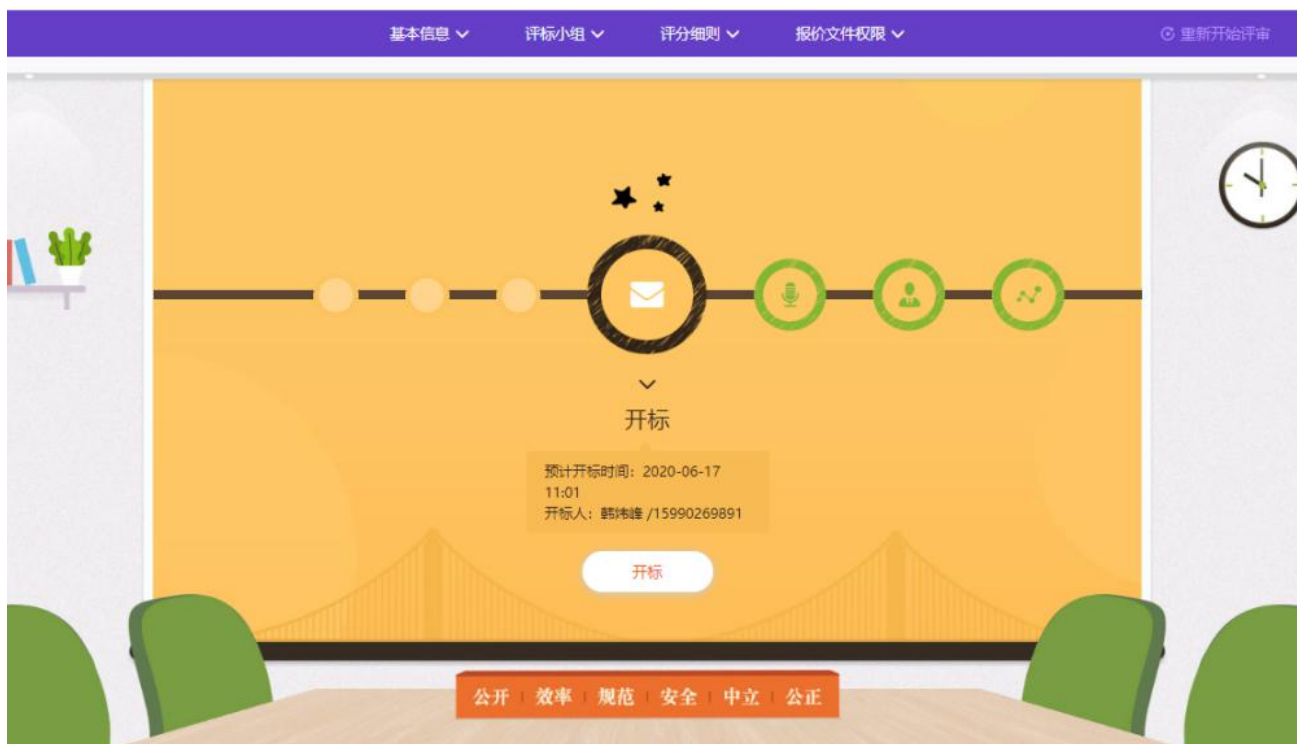 基本信息
评标小组
评分细则
报价文件权限
重新开始评审
开标
预计开标时间：2020-06-17
11:01
开标人：韩炜峰 /15990269891
开标
公开 效率 规范 安全 中立 公正